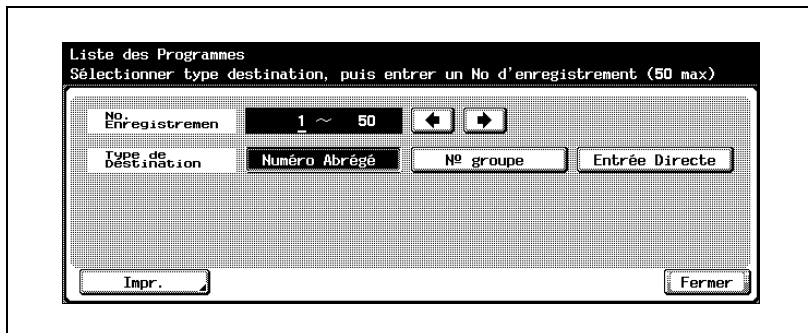 Liste des Programmes
Sélectionner type destination, puis entrer un No d'enregistrement (50 max)
No.
Enregistremen
1 ~ 50
Type de
Destination
Numéro Abrégé
Nº groupe
Entrée Directe
Impr.
Fermer